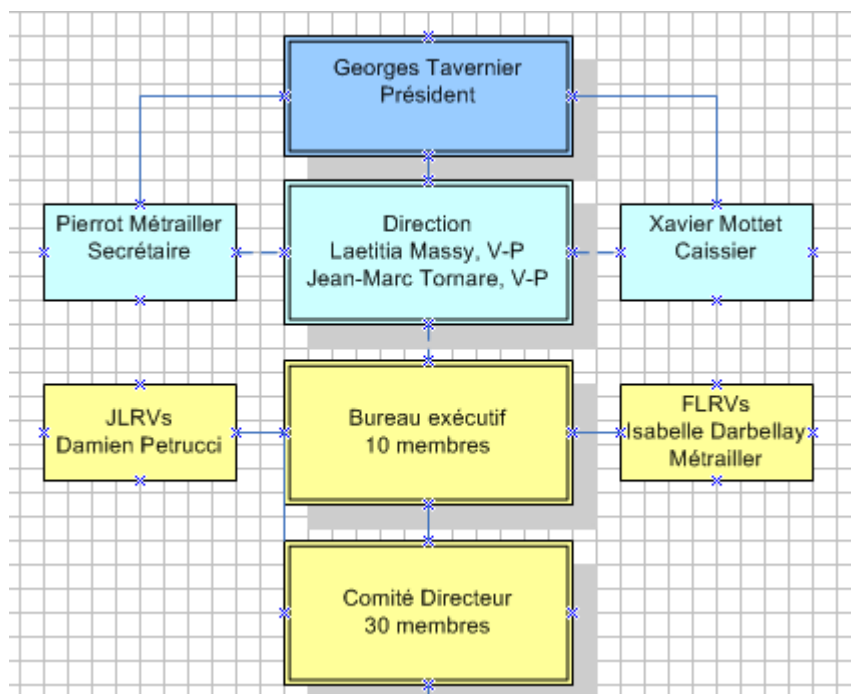 Georges Tavernier
Président
Pierrot Métrailler
Secrétaire
Direction
Laetitia Massy, V-P
Jean-Marc Tornare, V-P
Xavier Mottet
Caissier
JLRVs
Damien Petrucci
Bureau exécutif
10 membres
FLRVs
Isabelle Darbellay
Métrailler
Comité Directeur
30 membres